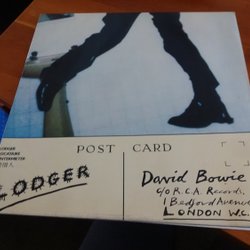 POST CARD
LODGER
David Bowie
C/O R.C.A. Records,
1 Bedford Avenue
LONDON W.C.